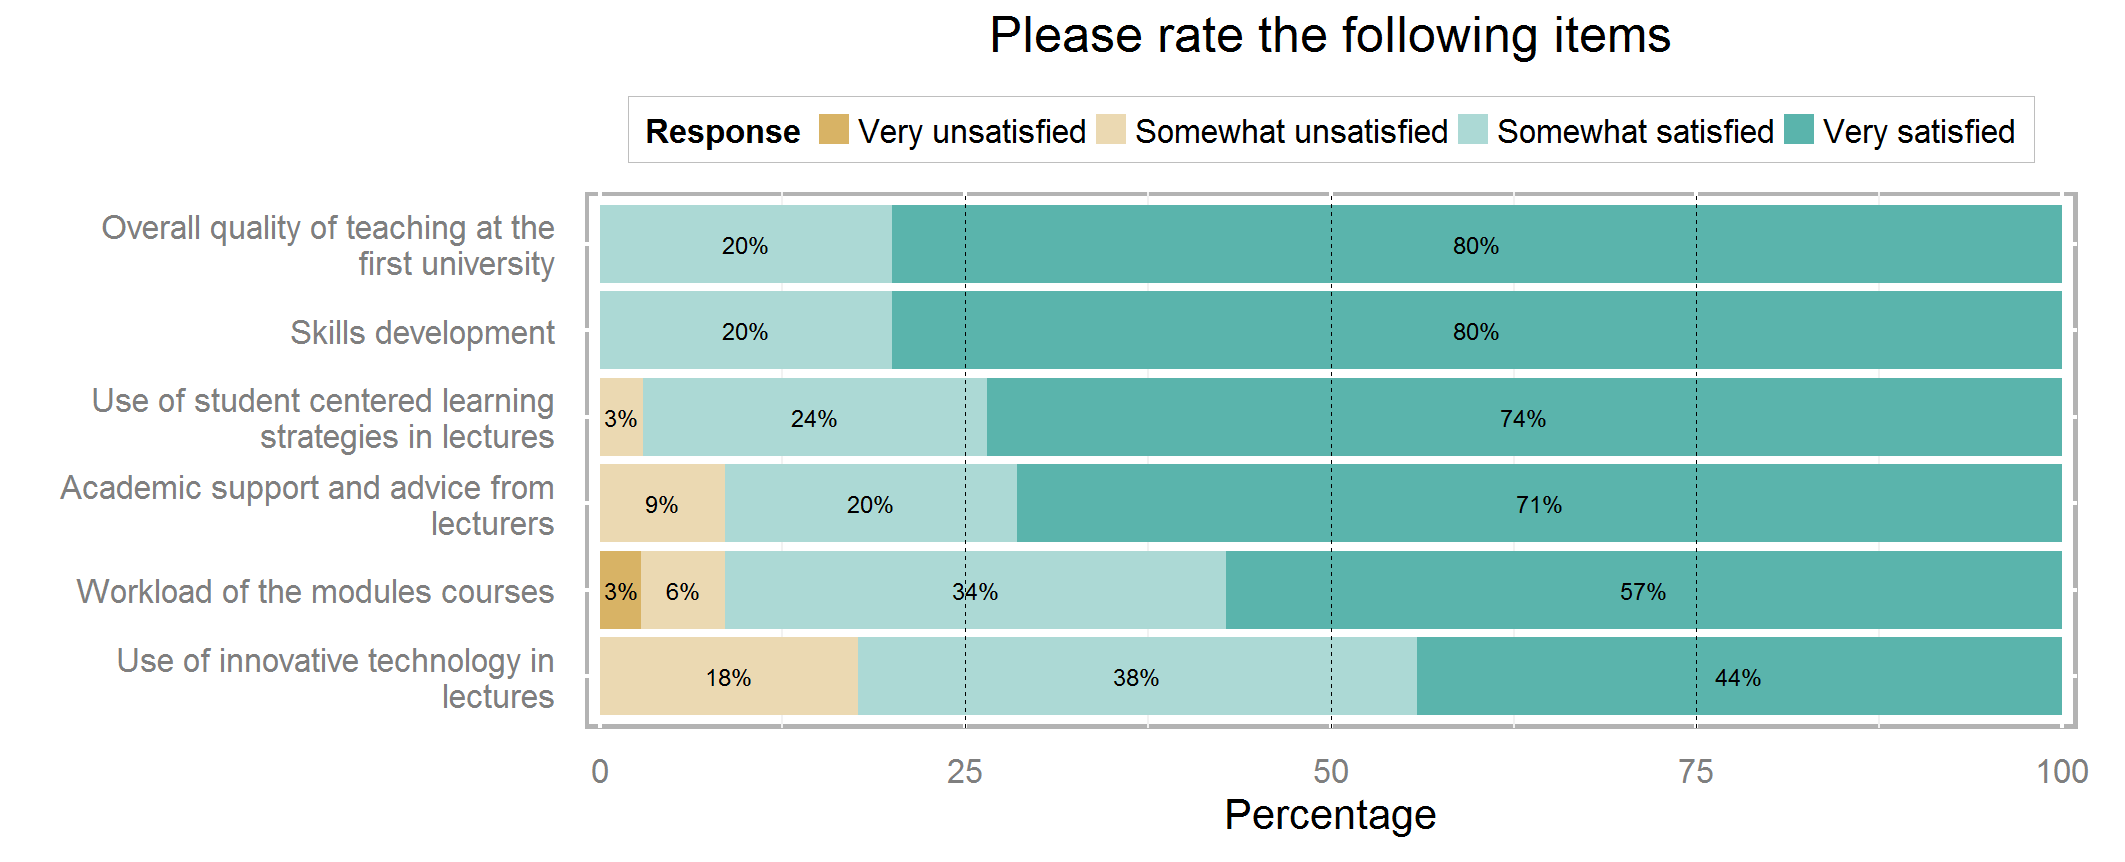 Please rate the following items
Response Very unsatisfied Somewhat unsatisfied Somewhat satisfied Very satisfied
Overall quality of teaching at the
first university
20% 80%
Skills development
20% 80%
Use of student centered learning
strategies in lectures
3% 24% 74%
Academic support and advice from
lecturers
9% 20% 71%
Workload of the modules courses
3% 6% 34% 57%
Use of innovative technology in
lectures
18% 38% 44%
0 25 50 75 100
Percentage